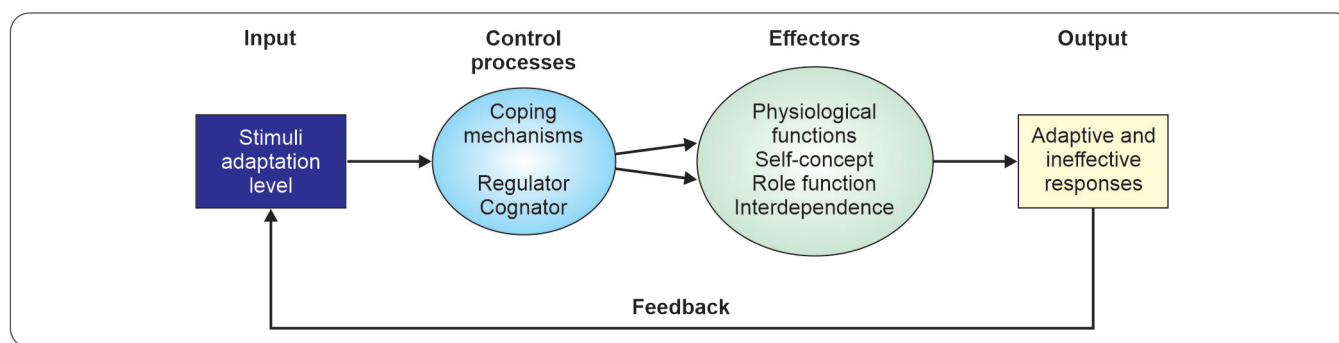 Input
Control
processes
Effectors
Output
Stimuli
adaptation
level
Coping
mechanisms
Regulator
Cognator
Physiological
functions
Self-concept
Role function
Interdependence
Adaptive and
ineffective
responses
Feedback